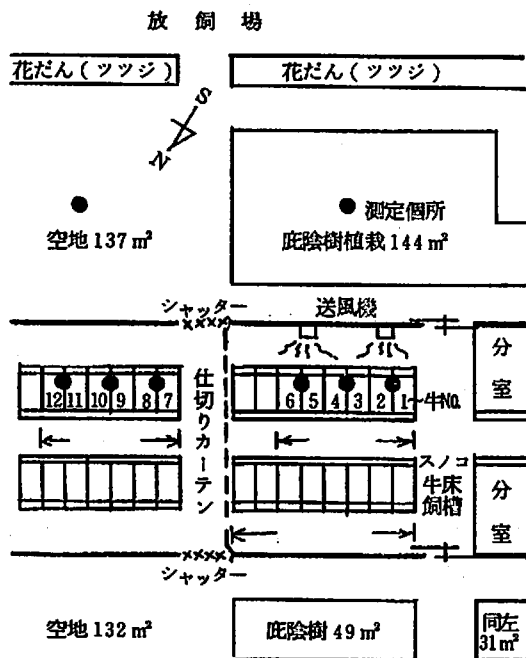 放飼場
花だん(ツツジ)
花だん(ツツジ)
S
N
測定個所
空地 137 m²
庇陰樹植栽 144 m²
シャッター
送風機
仕切りカーテン
12 11 10 9 8 7
6 5 4 3 2 1~牛No.
分室
スノコ
牛床
飼槽
分室
シャッター
空地 132 m²
庇陰樹 49 m²
同左
31 m²